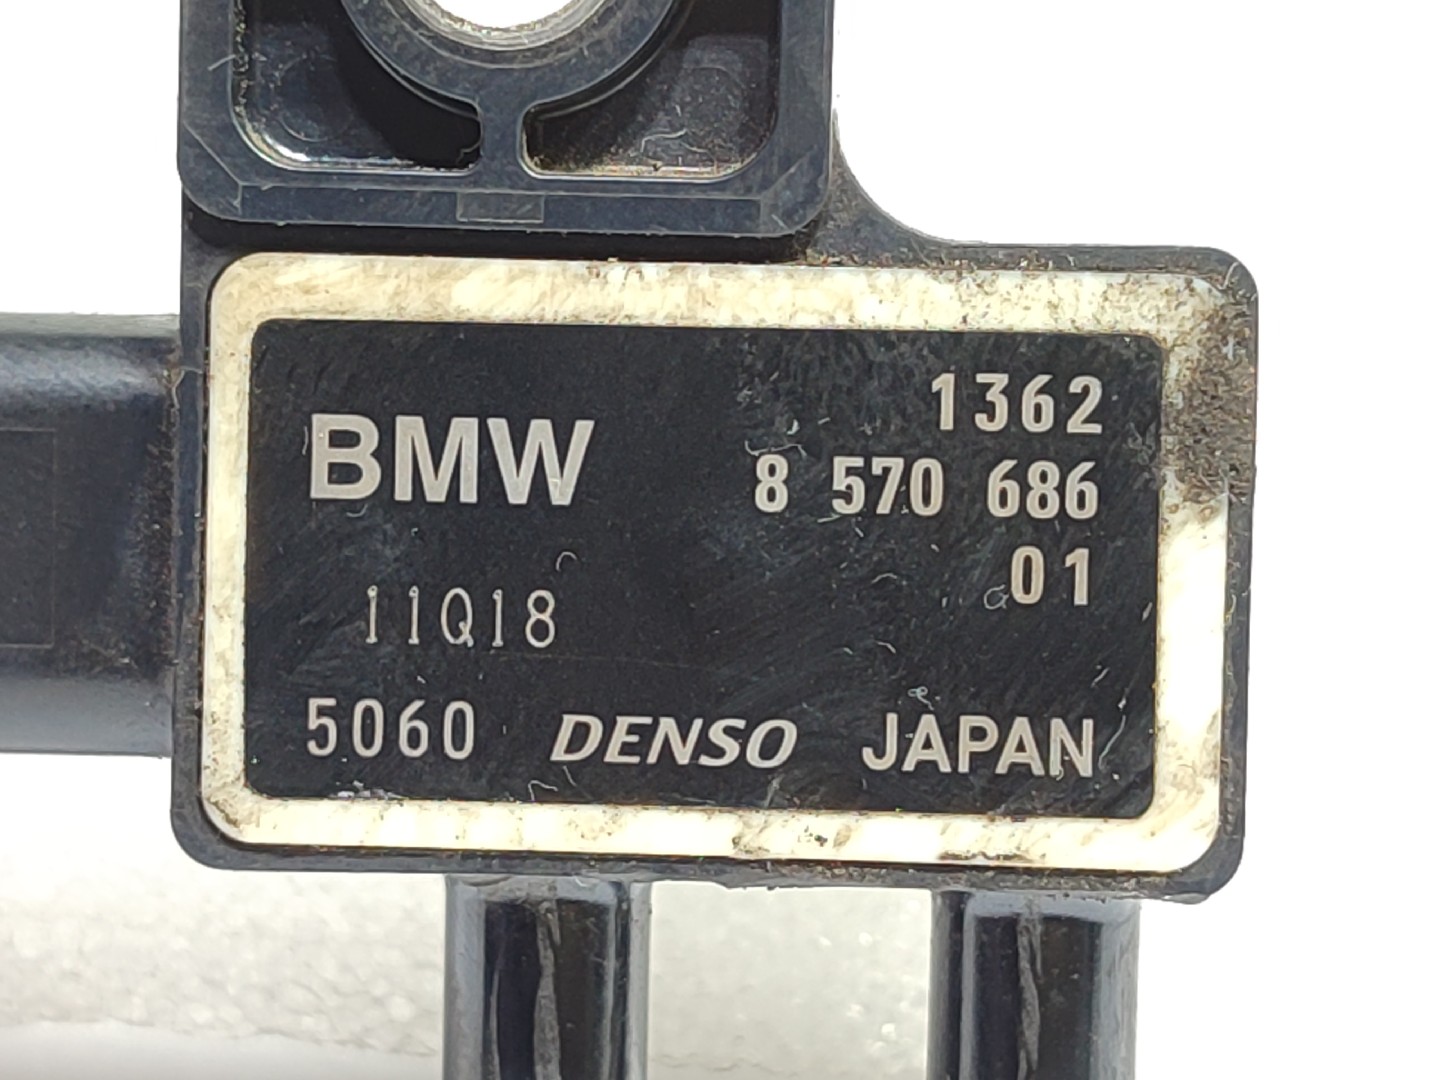 BMW
1362
8 570 686
01
11Q18
5060 DENSO JAPAN